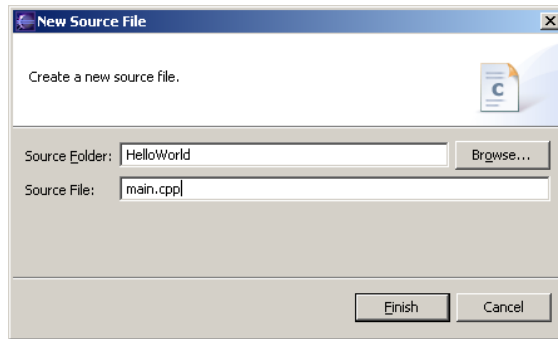 New Source File
Create a new source file.
C
Source Folder: HelloWorld Browse...
Source File: main.cpp
Finish Cancel